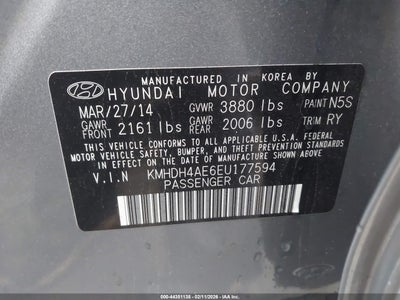 MANUFACTURED IN KOREA BY
HYUNDAI MOTOR COMPANY
MAR/27/14 GVWR 3880 lbs PAINT N5S
GAWR FRONT 2161 lbs GAWR REAR 2006 lbs TRIM RY
THIS VEHICLE CONFORMS TO ALL APPLICABLE U.S.A. FEDERAL
MOTOR VEHICLE SAFETY, BUMPER, AND THEFT PREVENTION
STANDARDS IN EFFECT ON THE DATE OF MANUFACTURE SHOWN ABOVE.
V.I.N KMHDH4AE6EU177594
PASSENGER CAR
000-44351138 - 02/11/2026 - IAAI.com